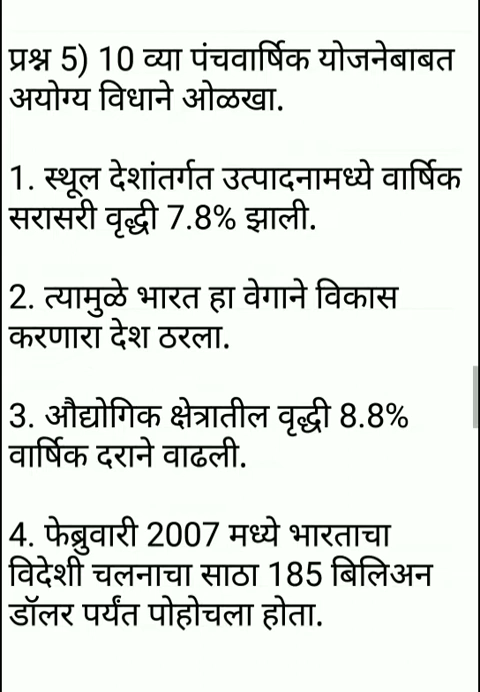 प्रश्न 5) 10 व्या पंचवार्षिक योजनेबाबत
अयोग्य विधाने ओळखा.
1. स्थूल देशांतर्गत उत्पादनामध्ये वार्षिक
सरासरी वृद्धी 7.8% झाली.
2. त्यामुळे भारत हा वेगाने विकास
करणारा देश ठरला.
3. औद्योगिक क्षेत्रातील वृद्धी 8.8%
वार्षिक दराने वाढली.
4. फेब्रुवारी 2007 मध्ये भारताचा
विदेशी चलनाचा साठा 185 बिलिअन
डॉलर पर्यंत पोहोचला होता.